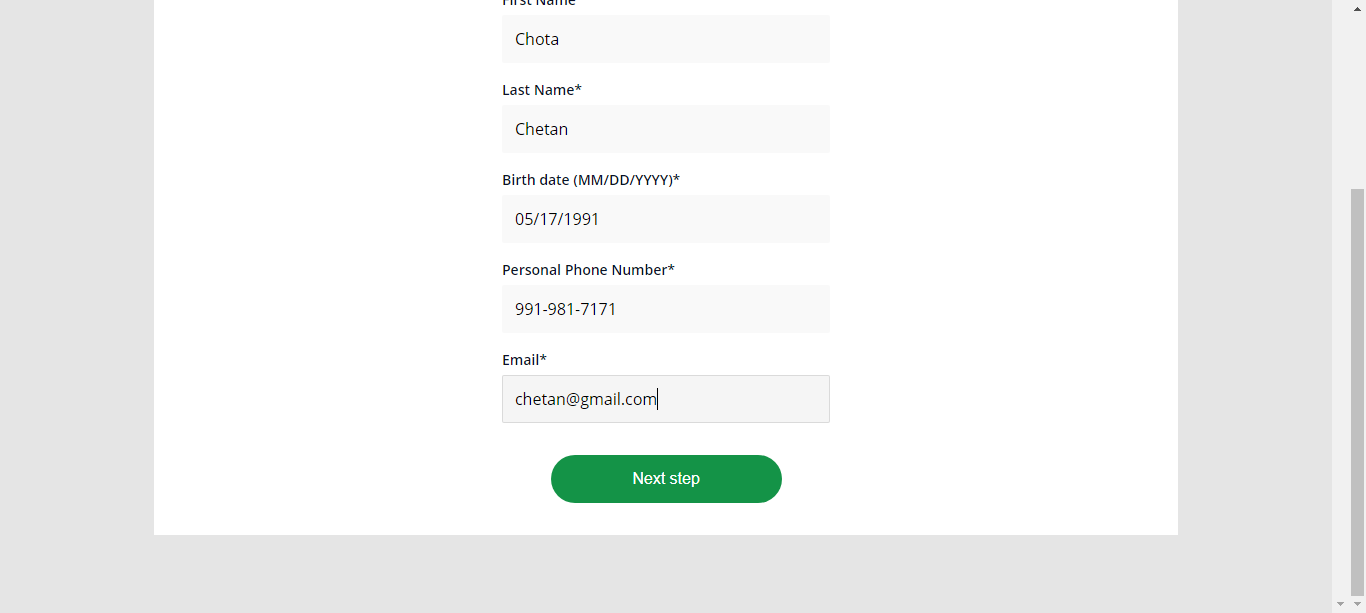 First Name
Chota
Last Name*
Chetan
Birth date (MM/DD/YYYY)*
05/17/1991
Personal Phone Number*
991-981-7171
Email*
chetan@gmail.com
Next step